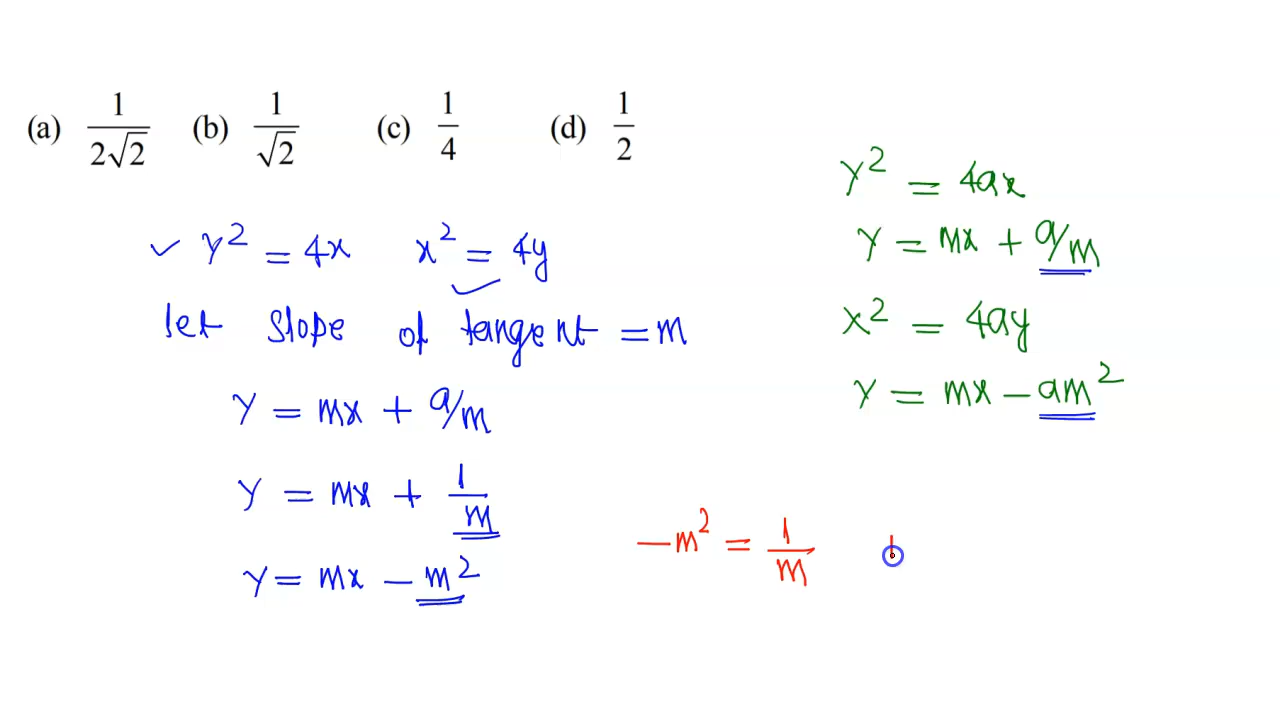 (a) 1/(2√2) (b) 1/√2 (c) 1/4 (d) 1/2
y² = 4x x² = 4y
let slope of tangent = m
y = mx + a/m
y = mx + 1/m
y = mx − m²
y² = 4ax
y = mx + a/m
x² = 4ay
y = mx − am²
−m² = 1/m